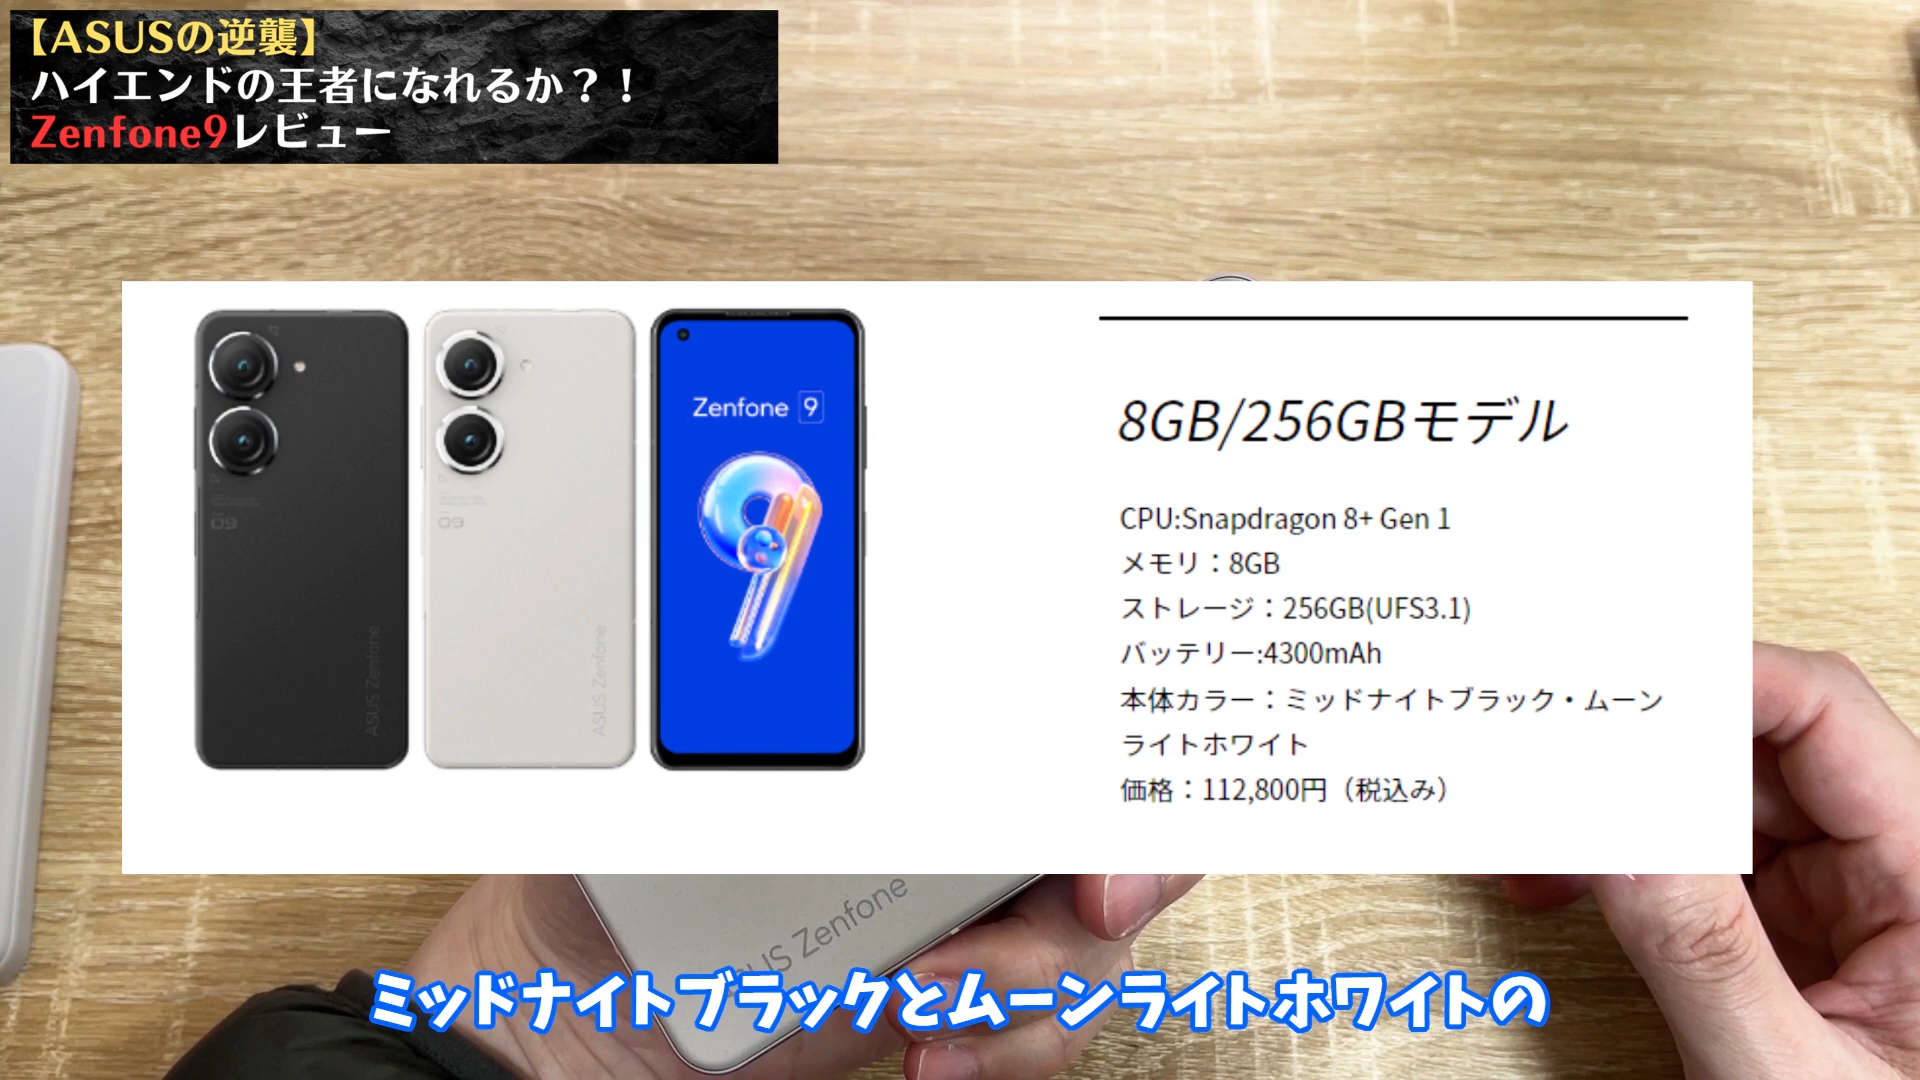 【ASUSの逆襲】
ハイエンドの王者になれるか？！
Zenfone9レビュー
Zenfone 9
09
ASUS Zenfone
09
ASUS Zenfone
8GB/256GBモデル
CPU:Snapdragon 8+ Gen 1
メモリ：8GB
ストレージ：256GB(UFS3.1)
バッテリー:4300mAh
本体カラー：ミッドナイトブラック・ムーン
ライトホワイト
価格：112,800円（税込み）
US Zenfone
ミッドナイトブラックとムーンライトホワイトの